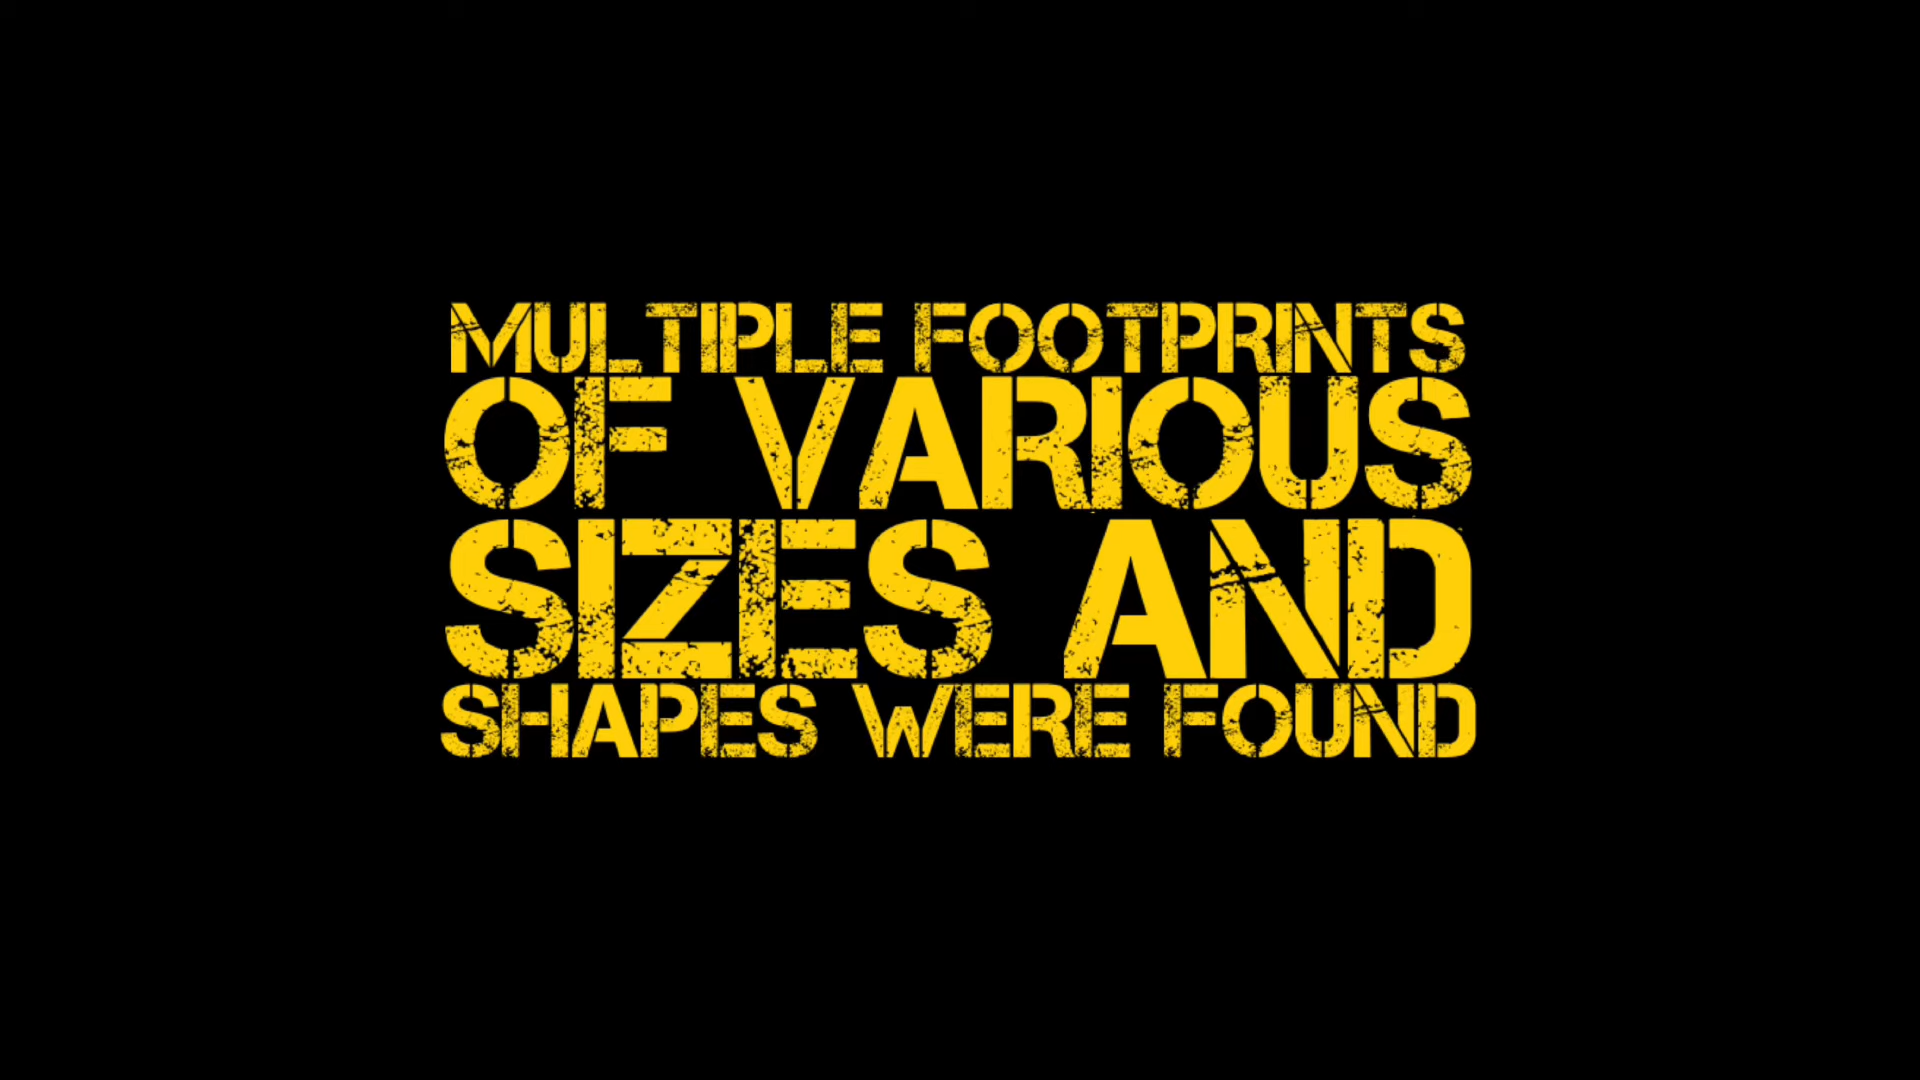 MULTIPLE FOOTPRINTS
OF VARIOUS
SIZES AND
SHAPES WERE FOUND